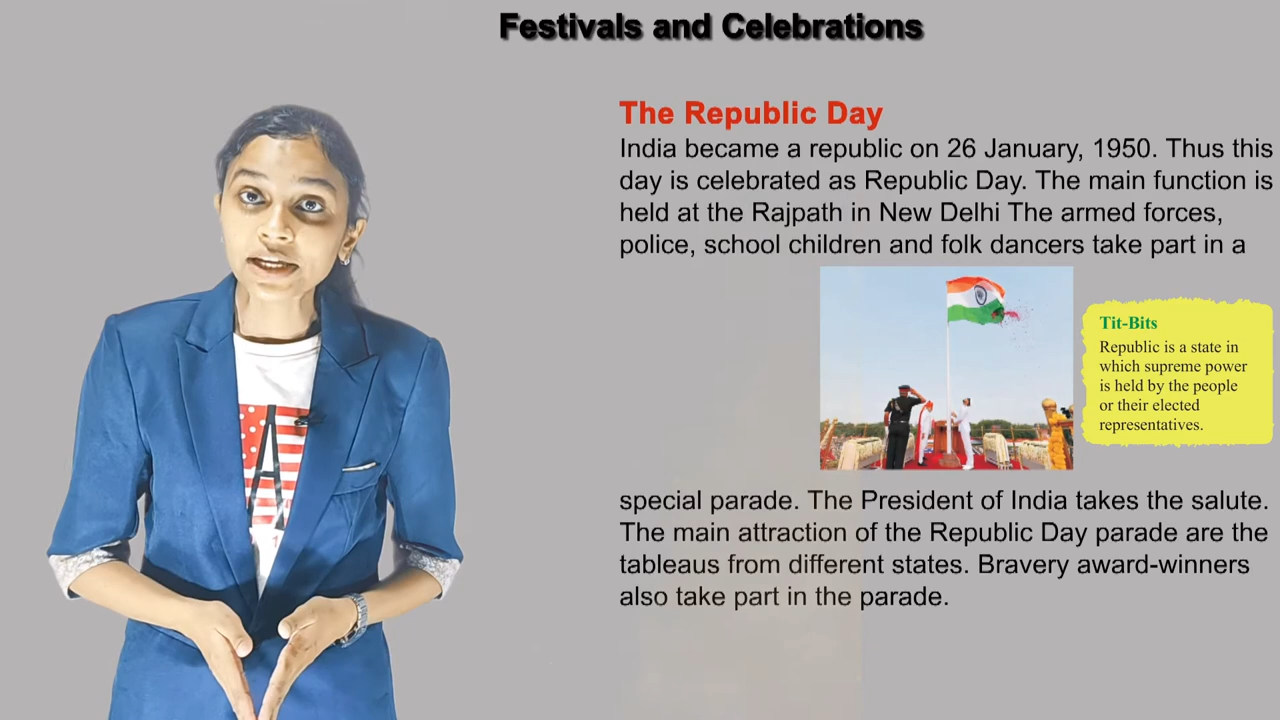 Festivals and Celebrations
The Republic Day
India became a republic on 26 January, 1950. Thus this
day is celebrated as Republic Day. The main function is
held at the Rajpath in New Delhi The armed forces,
police, school children and folk dancers take part in a
Tit-Bits
Republic is a state in
which supreme power
is held by the people
or their elected
representatives.
special parade. The President of India takes the salute.
The main attraction of the Republic Day parade are the
tableaus from different states. Bravery award-winners
also take part in the parade.
A